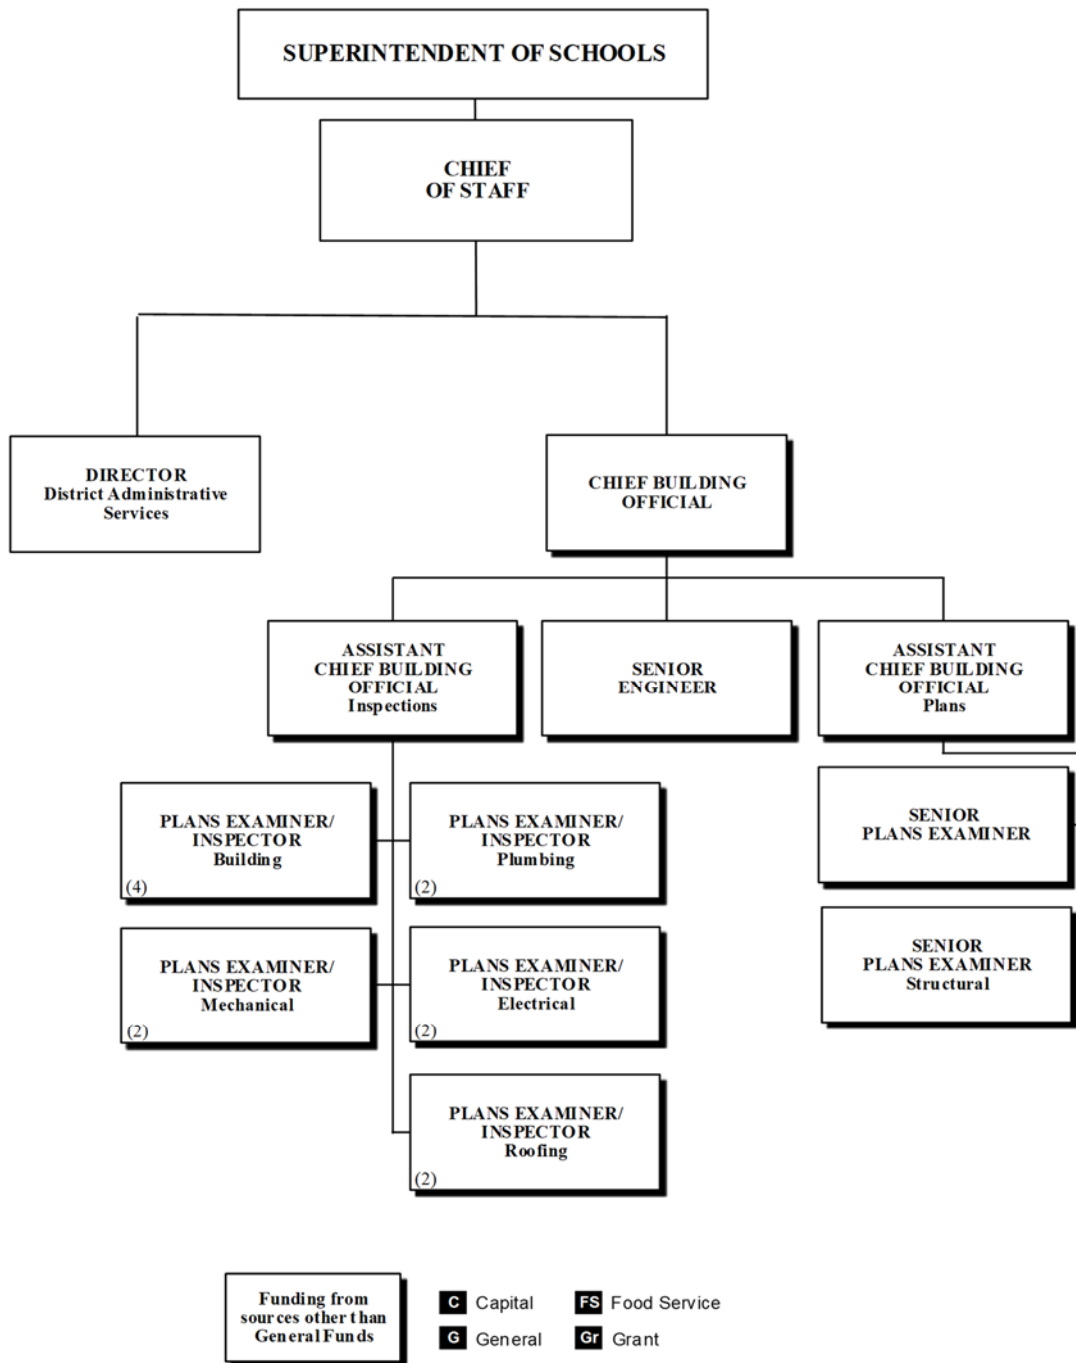 SUPERINTENDENT OF SCHOOLS
CHIEF
OF STAFF
DIRECTOR
District Administrative
Services
CHIEF BUILDING
OFFICIAL
ASSISTANT
CHIEF BUILDING
OFFICIAL
Inspections
SENIOR
ENGINEER
ASSISTANT
CHIEF BUILDING
OFFICIAL
Plans
PLANS EXAMINER/
INSPECTOR
Building
(4)
PLANS EXAMINER/
INSPECTOR
Plumbing
(2)
SENIOR
PLANS EXAMINER
PLANS EXAMINER/
INSPECTOR
Mechanical
(2)
PLANS EXAMINER/
INSPECTOR
Electrical
(2)
SENIOR
PLANS EXAMINER
Structural
PLANS EXAMINER/
INSPECTOR
Roofing
(2)
Funding from
sources other than
General Funds
C Capital
FS Food Service
G General
Gr Grant